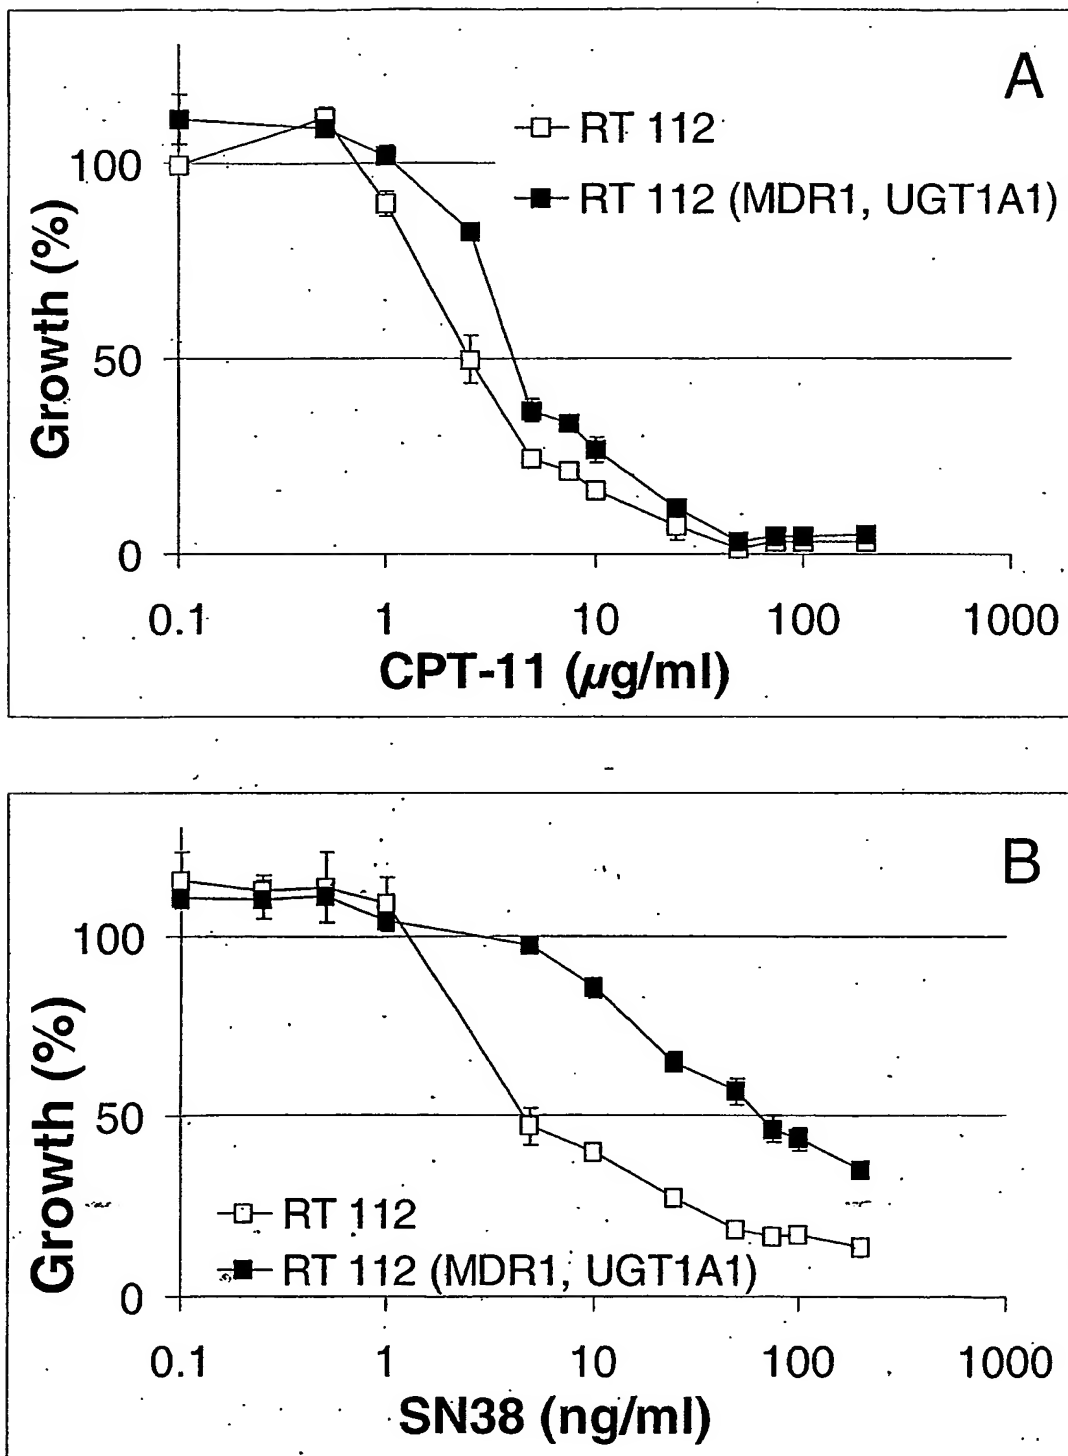 A
RT 112
RT 112 (MDR1, UGT1A1)
Growth (%)
100
50
0
0.1 1 10 100 1000
CPT-11 (μg/ml)
B
Growth (%)
100
50
0
RT 112
RT 112 (MDR1, UGT1A1)
0.1 1 10 100 1000
SN38 (ng/ml)